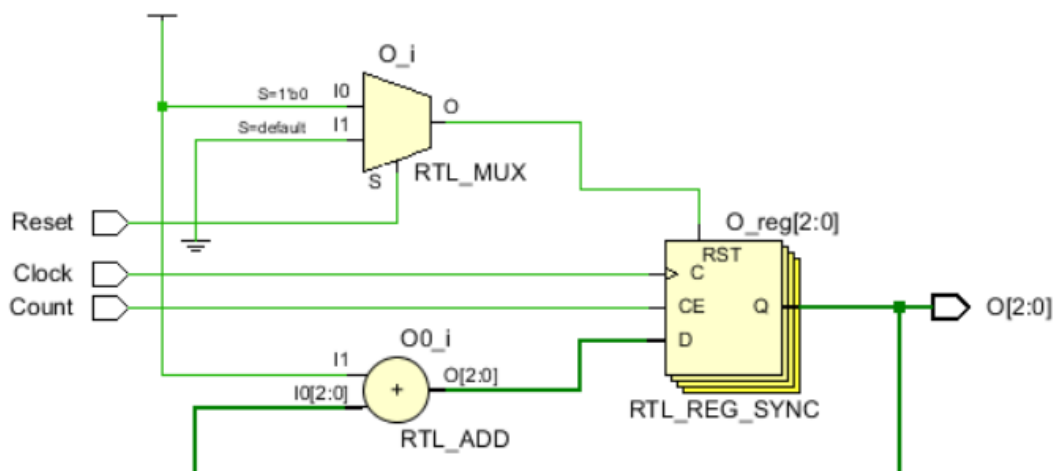 O_i
S=1'b0
I0
O
S=default
I1
S
RTL_MUX
Reset
O_reg[2:0]
RST
Clock
C
Count
CE
Q
O[2:0]
D
O0_i
I1
O[2:0]
I0[2:0]
+
RTL_REG_SYNC
RTL_ADD